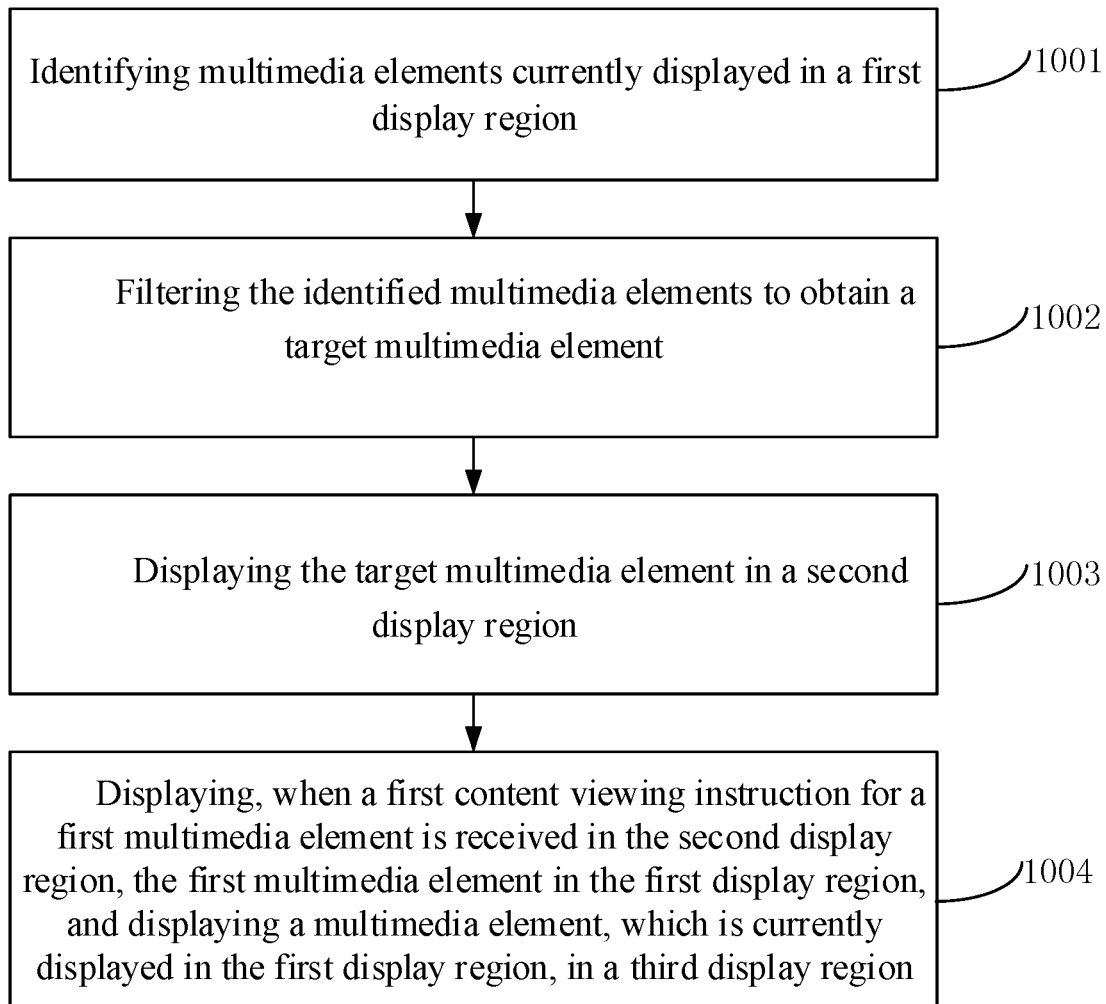 Identifying multimedia elements currently displayed in a first
display region
1001
Filtering the identified multimedia elements to obtain a
target multimedia element
1002
Displaying the target multimedia element in a second
display region
1003
Displaying, when a first content viewing instruction for a
first multimedia element is received in the second display
region, the first multimedia element in the first display region,
and displaying a multimedia element, which is currently
displayed in the first display region, in a third display region
1004